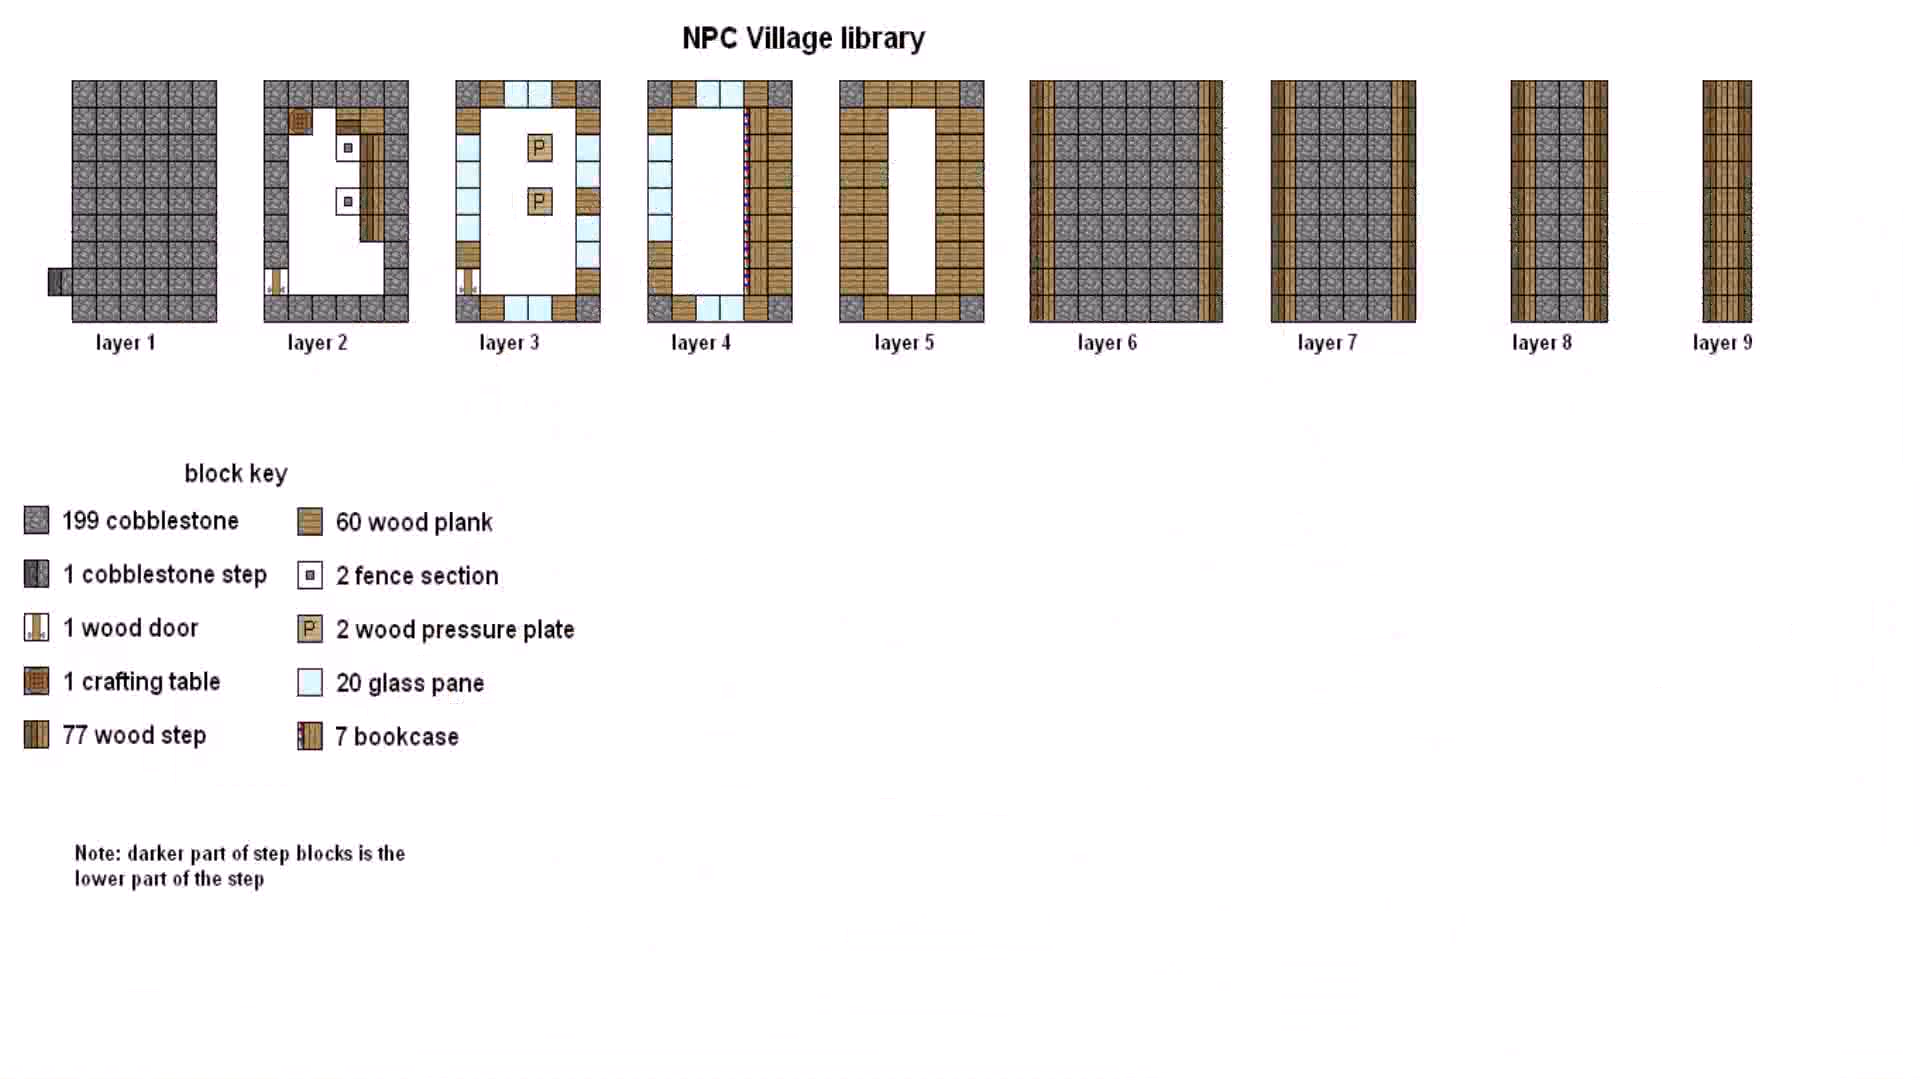 NPC Village library
P
P
layer 1
layer 2
layer 3
layer 4
layer 5
layer 6
layer 7
layer 8
layer 9
block key
199 cobblestone
60 wood plank
1 cobblestone step
2 fence section
1 wood door
P 2 wood pressure plate
1 crafting table
20 glass pane
77 wood step
7 bookcase
Note: darker part of step blocks is the
lower part of the step